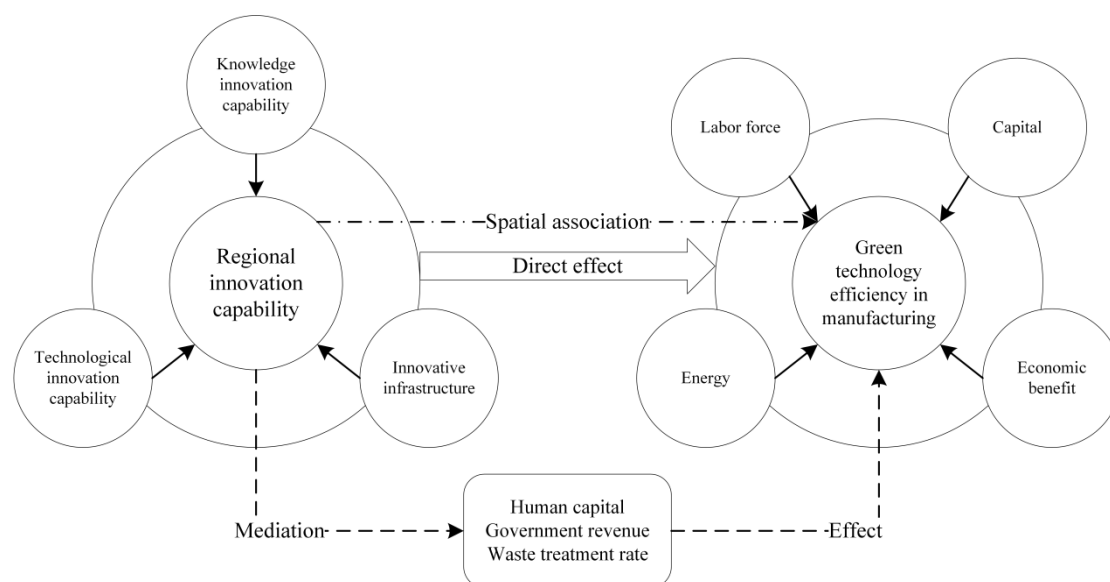 Knowledge
innovation
capability
Regional
innovation
capability
Technological
innovation
capability
Innovative
infrastructure
Spatial association
Direct effect
Labor force
Capital
Green
technology
efficiency in
manufacturing
Energy
Economic
benefit
Mediation
Human capital
Government revenue
Waste treatment rate
Effect